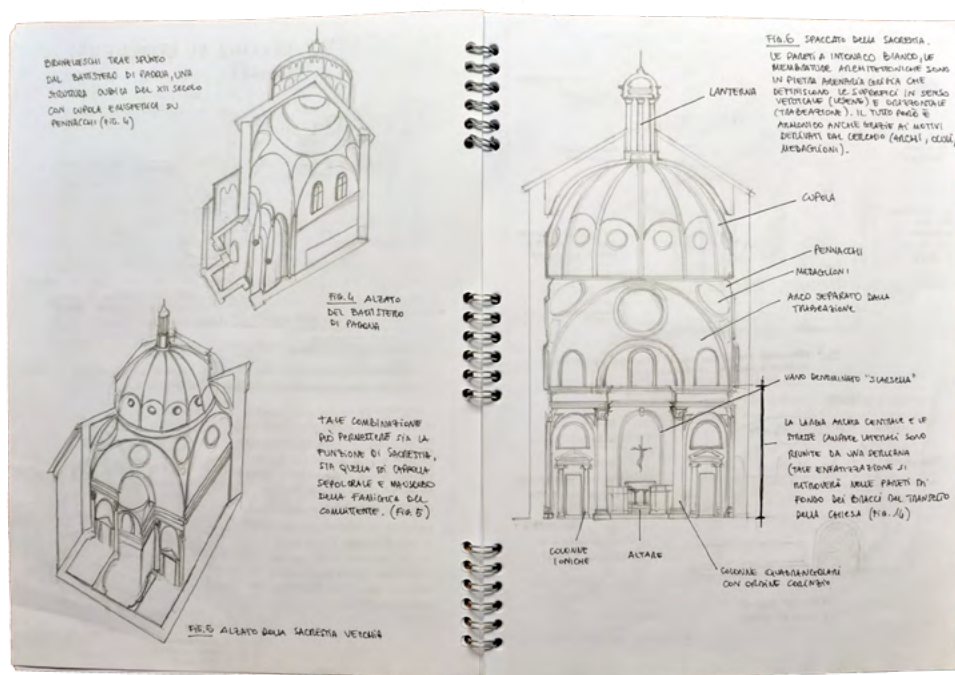 BRUNELLESCHI TRAE SPUNTO
DAL BATTISTERO DI PADOVA, UNA
STRUTTURA CUBICA DEL XII SECOLO
CON CUPOLA EMISFERICA SU
PENNACCHI (FIG. 4)
FIG. 4 ALZATO
DEL BATTISTERO
DI PADOVA
TALE COMBINAZIONE
PUÒ PERMETTERE SIA LA
FUNZIONE DI SACRESTIA,
SIA QUELLA DI CAPPELLA
SEPOLCRALE E MAUSOLEO
DELLA FAMIGLIA DEL
COMMITTENTE. (FIG. 5)
FIG. 5 ALZATO DELLA SACRESTIA VECCHIA
FIG. 6 SPACCATO DELLA SACRESTIA.
LE PARETI A INTONACO BIANCO, LE
MEMBRATURE ARCHITETTONICHE SONO
IN PIETRA ARENARIA GRIGIA CHE
DEFINISCONO LE SUPERFICI IN SENSO
VERTICALE (LESENE) E ORIZZONTALE
(TRABEAZIONE). IL TUTTO PERÒ È
ARMONICO ANCHE GRAZIE AI MOTIVI
DERIVATI DAL CERCHIO (ARCHI, OCULI,
MEDAGLIONI).
LANTERNA
CUPOLA
PENNACCHI
MEDAGLIONI
ARCO SEPARATO DALLA
TRABEAZIONE
VANO DENOMINATO "SCARSELLA"
LA LARGA ARCATA CENTRALE E LE
STRETTE CAMPATE LATERALI SONO
RIUNITE DA UNA SERLIANA
(TALE ENFATIZZAZIONE SI
RITROVERÀ NELLE PARETI DI
FONDO DEI BRACCI DEL TRANSETTO
DELLA CHIESA (FIG. 14)
COLONNE
IONICHE
ALTARE
COLONNE QUADRANGOLARI
CON ORDINE CORINZIO